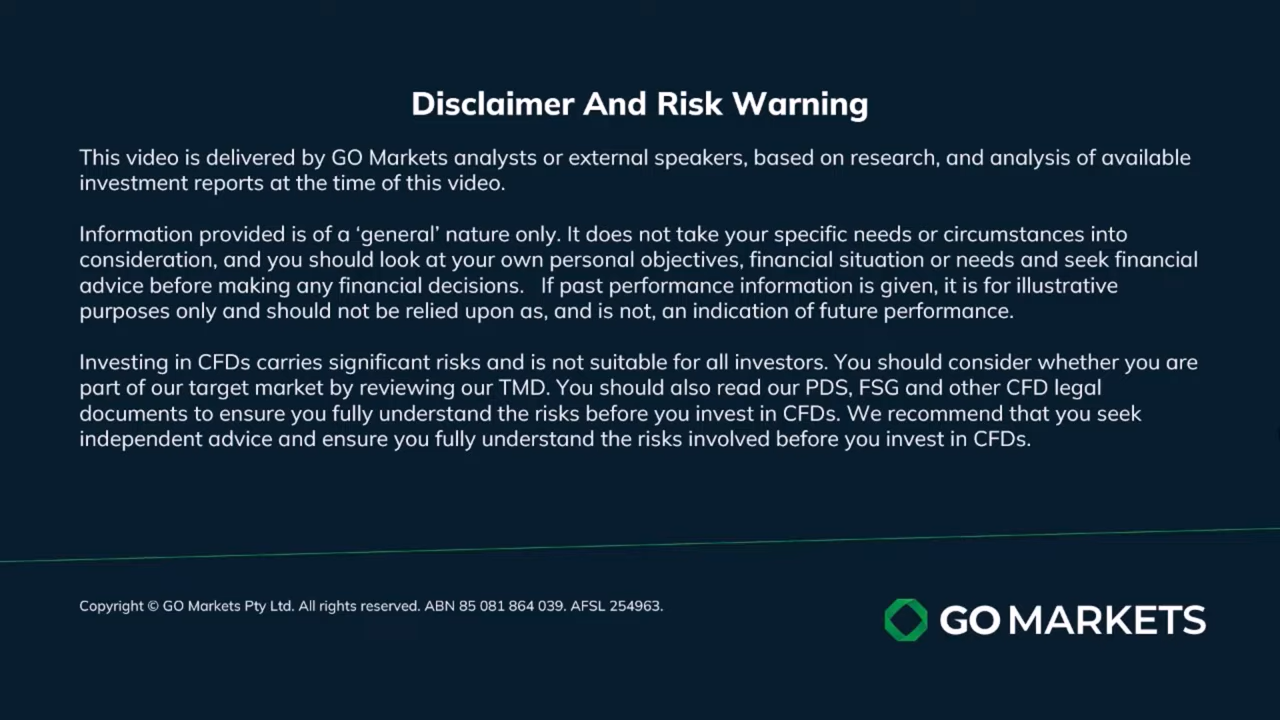 Disclaimer And Risk Warning
This video is delivered by GO Markets analysts or external speakers, based on research, and analysis of available
investment reports at the time of this video.
Information provided is of a ‘general’ nature only. It does not take your specific needs or circumstances into
consideration, and you should look at your own personal objectives, financial situation or needs and seek financial
advice before making any financial decisions.   If past performance information is given, it is for illustrative
purposes only and should not be relied upon as, and is not, an indication of future performance.
Investing in CFDs carries significant risks and is not suitable for all investors. You should consider whether you are
part of our target market by reviewing our TMD. You should also read our PDS, FSG and other CFD legal
documents to ensure you fully understand the risks before you invest in CFDs. We recommend that you seek
independent advice and ensure you fully understand the risks involved before you invest in CFDs.
Copyright © GO Markets Pty Ltd. All rights reserved. ABN 85 081 864 039. AFSL 254963.
GO MARKETS